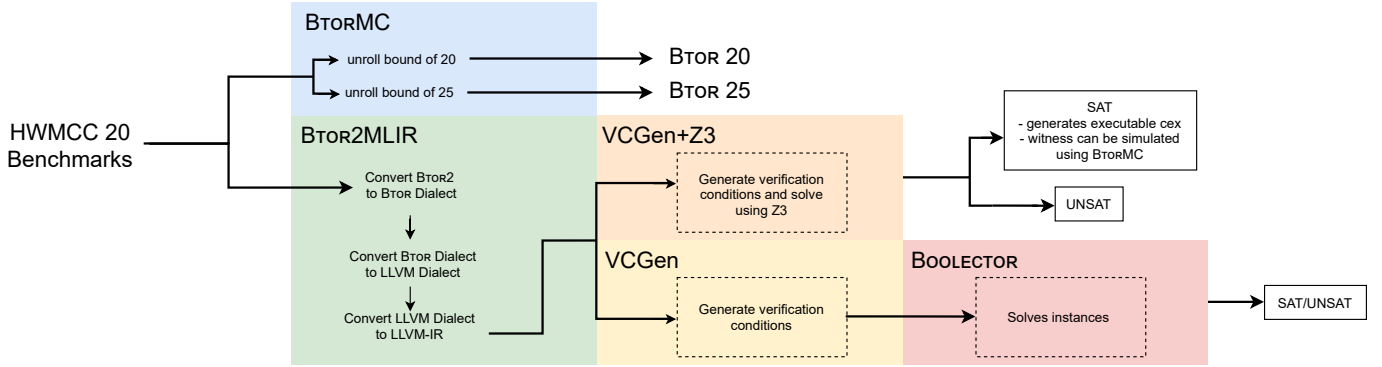 BTORMC
unroll bound of 20
BTOR 20
unroll bound of 25
BTOR 25
HWMCC 20
Benchmarks
BTOR2MLIR
Convert BTOR2
to BTOR Dialect
Convert BTOR Dialect
to LLVM Dialect
Convert LLVM Dialect
to LLVM-IR
VCGen+Z3
Generate verification
conditions and solve
using Z3
SAT
- generates executable cex
- witness can be simulated
using BTORMC
UNSAT
VCGen
Generate verification
conditions
BOOLECTOR
Solves instances
SAT/UNSAT